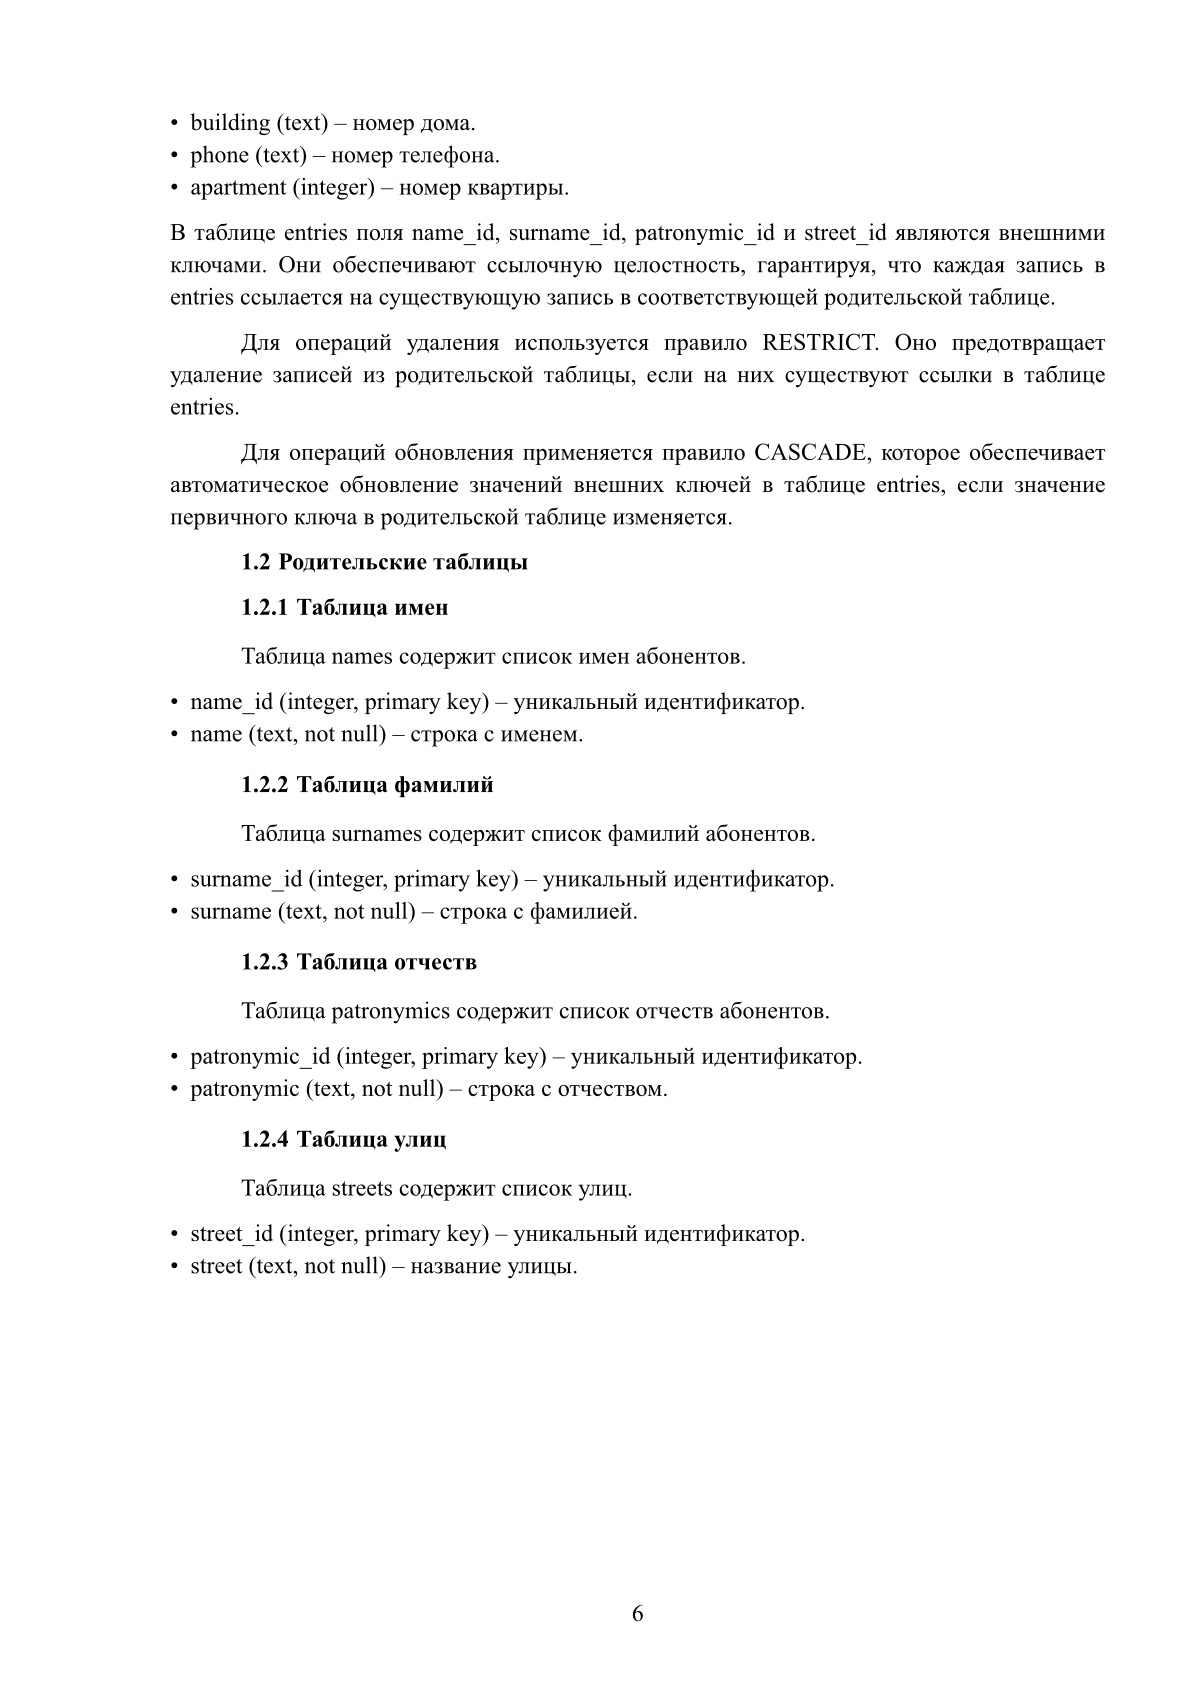 • building (text) – номер дома.
• phone (text) – номер телефона.
• apartment (integer) – номер квартиры.
В таблице entries поля name_id, surname_id, patronymic_id и street_id являются внешними
ключами. Они обеспечивают ссылочную целостность, гарантируя, что каждая запись в
entries ссылается на существующую запись в соответствующей родительской таблице.
Для операций удаления используется правило RESTRICT. Оно предотвращает
удаление записей из родительской таблицы, если на них существуют ссылки в таблице
entries.
Для операций обновления применяется правило CASCADE, которое обеспечивает
автоматическое обновление значений внешних ключей в таблице entries, если значение
первичного ключа в родительской таблице изменяется.
1.2 Родительские таблицы
1.2.1 Таблица имен
Таблица names содержит список имен абонентов.
• name_id (integer, primary key) – уникальный идентификатор.
• name (text, not null) – строка с именем.
1.2.2 Таблица фамилий
Таблица surnames содержит список фамилий абонентов.
• surname_id (integer, primary key) – уникальный идентификатор.
• surname (text, not null) – строка с фамилией.
1.2.3 Таблица отчеств
Таблица patronymics содержит список отчеств абонентов.
• patronymic_id (integer, primary key) – уникальный идентификатор.
• patronymic (text, not null) – строка с отчеством.
1.2.4 Таблица улиц
Таблица streets содержит список улиц.
• street_id (integer, primary key) – уникальный идентификатор.
• street (text, not null) – название улицы.
6